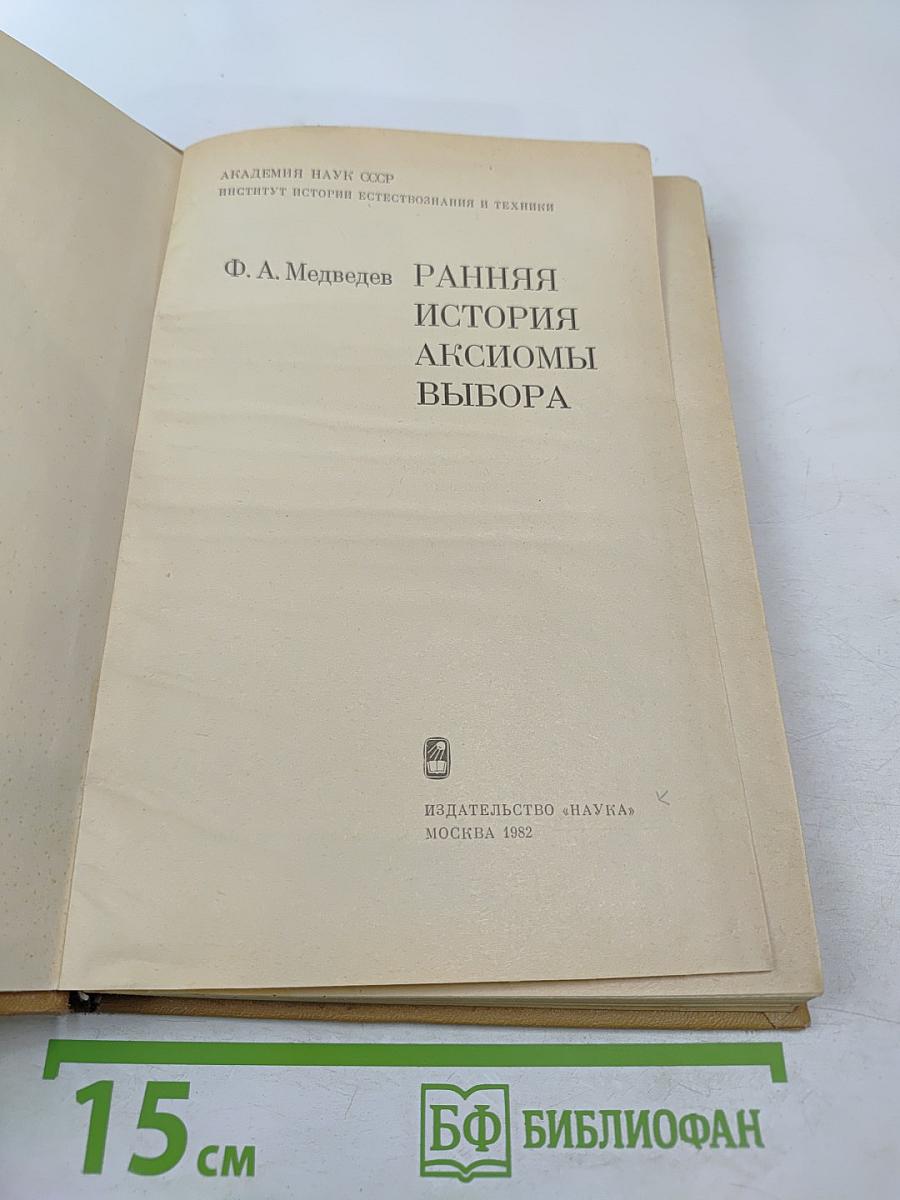 АКАДЕМИЯ НАУК СССР
ИНСТИТУТ ИСТОРИИ ЕСТЕСТВОЗНАНИЯ И ТЕХНИКИ
Ф. А. Медведев
РАННЯЯ
ИСТОРИЯ
АКСИОМЫ
ВЫБОРА
ИЗДАТЕЛЬСТВО «НАУКА»
МОСКВА 1982
15 см
БФ БИБЛИОФАН